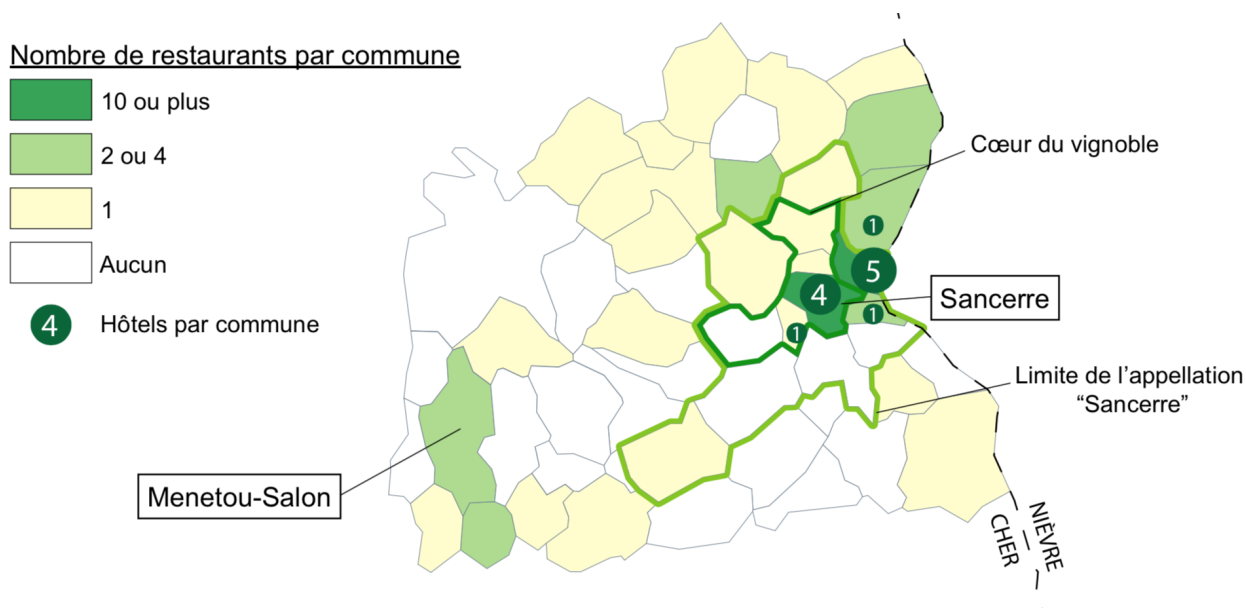 Nombre de restaurants par commune
10 ou plus
2 ou 4
1
Aucun
4 Hôtels par commune
Cœur du vignoble
1
5
4
Sancerre
1
1
Limite de l’appellation
“Sancerre”
Menetou-Salon
NIÈVRE
CHER